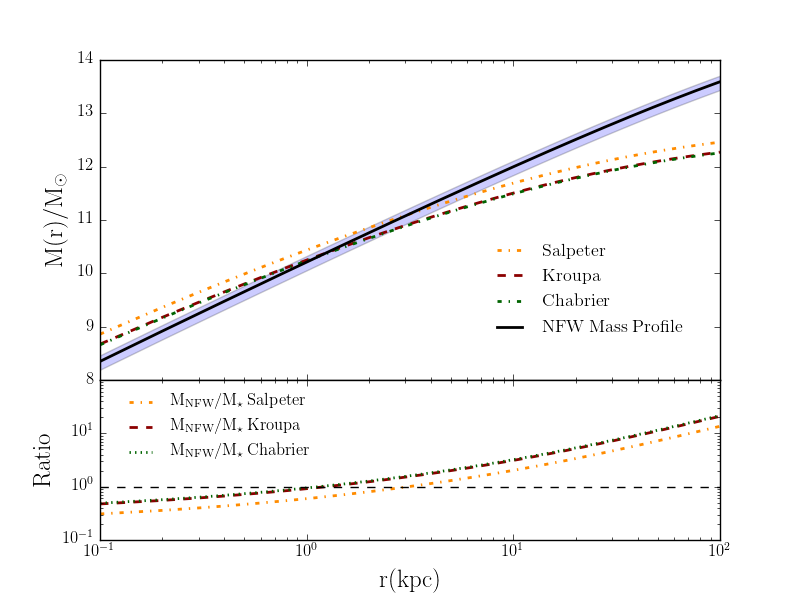 14
13
12
11
10
9
8
M(r)/M⊙
Salpeter
Kroupa
Chabrier
NFW Mass Profile
M_NFW/M⋆ Salpeter
M_NFW/M⋆ Kroupa
M_NFW/M⋆ Chabrier
Ratio
10¹
10⁰
10⁻¹
10⁻¹ 10⁰ 10¹ 10²
r(kpc)